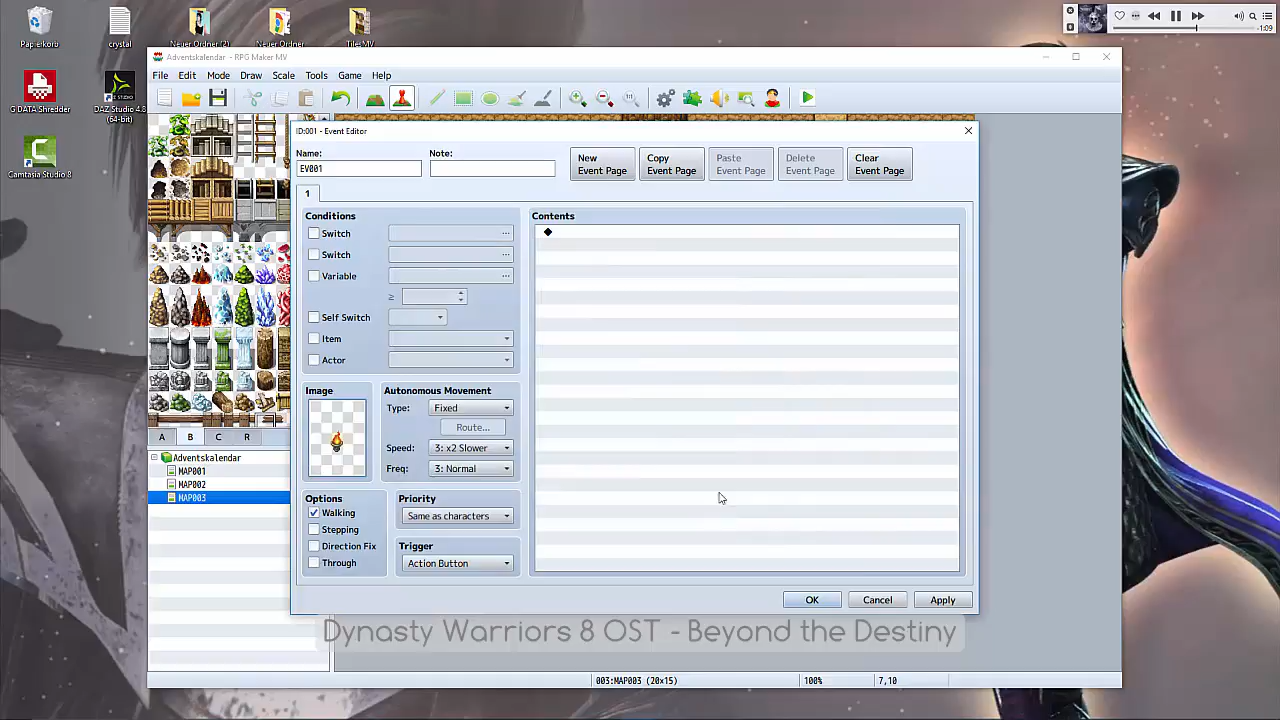 Papierkorb
crystal
Neuer Ordner (2)
Neuer Ordner
TilesMV
G DATA Shredder
DAZ Studio 4.8
(64-bit)
Camtasia Studio 8
-1:09
Adventskalendar - RPG Maker MV
File Edit Mode Draw Scale Tools Game Help
ID:001 - Event Editor
Name:
EV001
Note:
New
Event Page
Copy
Event Page
Paste
Event Page
Delete
Event Page
Clear
Event Page
1
Conditions
Switch ...
Switch ...
Variable ...
≥
Self Switch
Item
Actor
Image
Autonomous Movement
Type: Fixed
Route...
Speed: 3: x2 Slower
Freq: 3: Normal
Options
Walking
Stepping
Direction Fix
Through
Priority
Same as characters
Trigger
Action Button
Contents
OK Cancel Apply
A B C R
Adventskalendar
MAP001
MAP002
MAP003
Dynasty Warriors 8 OST - Beyond the Destiny
003:MAP003 (20x15) 100% 7,10